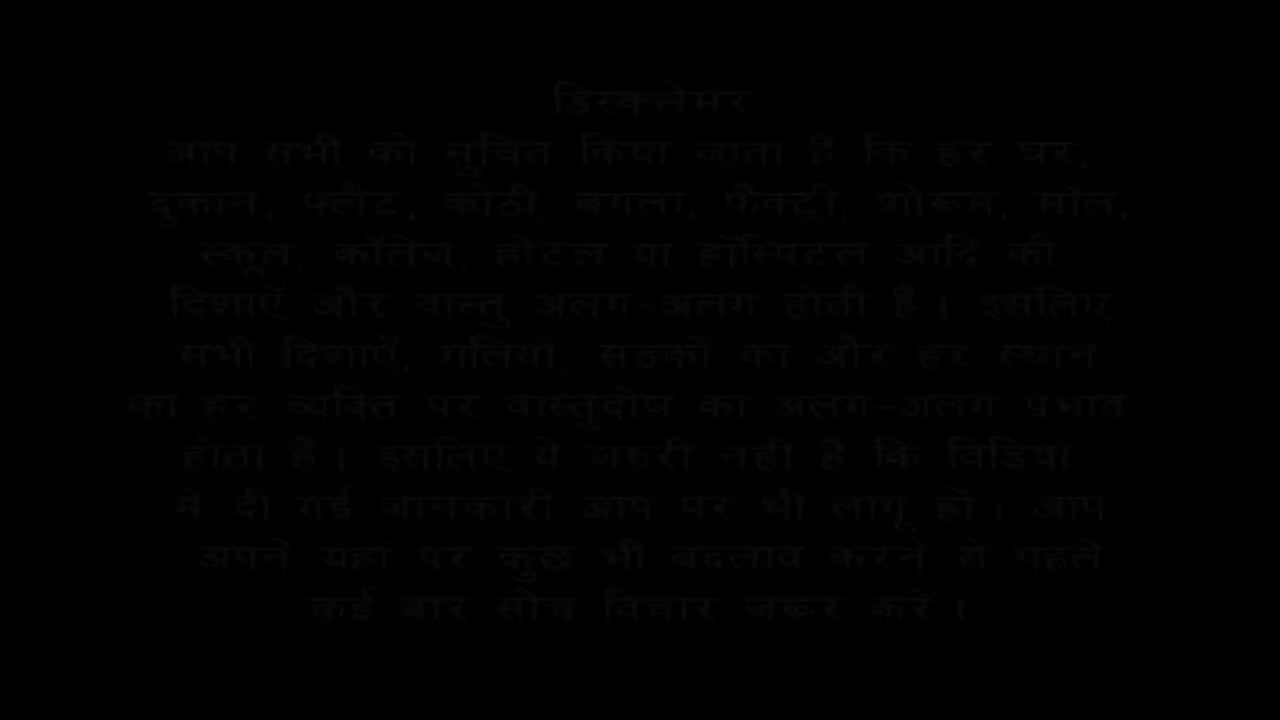 डिस्कलेमर
आप सभी को सुचित किया जाता है कि हर घर,
दुकान, फ्लैट, कोठी, बगला, फैक्ट्री, शोरूम, मॉल,
स्कूल, कॉलेज, होटल या हॉस्पिटल आदि की
दिशाएँ और वास्तु अलग-अलग होती है। इसलिए
सभी दिशाएँ, गलियो, सडको का और हर स्थान
का हर व्यक्ति पर वास्तुदोष का अलग-अलग प्रभाव
होता है। इसलिए ये जरुरी नही है कि विडियो
मे दी गई जानकारी आप पर भी लागू हो। आप
अपने यहां पर कुछ भी बदलाव करने से पहले
कई बार सोच विचार जरूर करें।